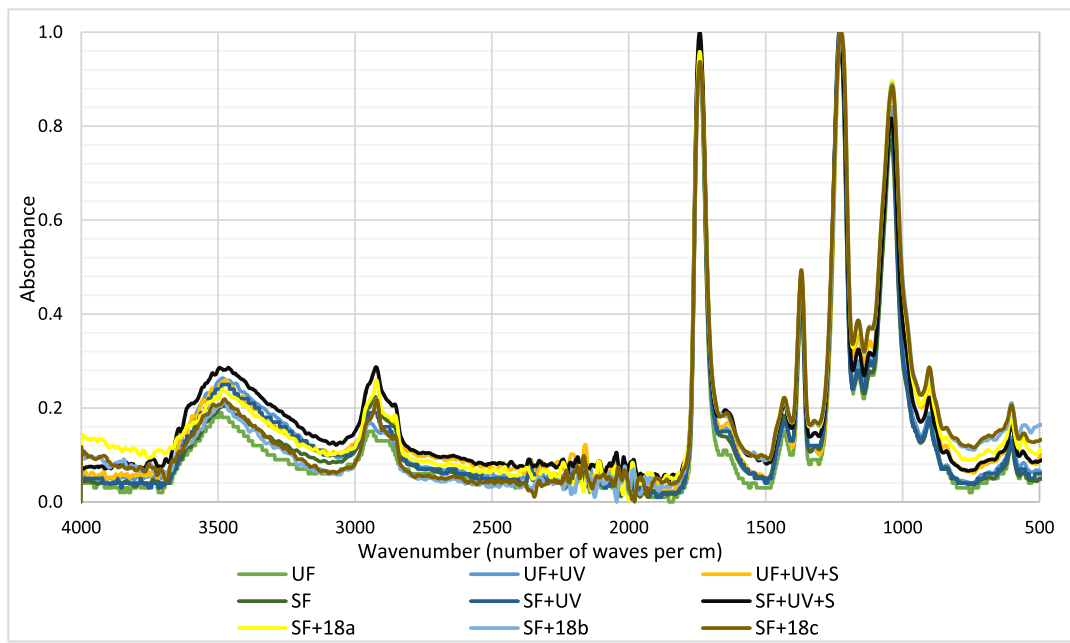 1.0
0.8
0.6
0.4
0.2
0.0
Absorbance
4000 3500 3000 2500 2000 1500 1000 500
Wavenumber (number of waves per cm)
UF UF+UV UF+UV+S
SF SF+UV SF+UV+S
SF+18a SF+18b SF+18c